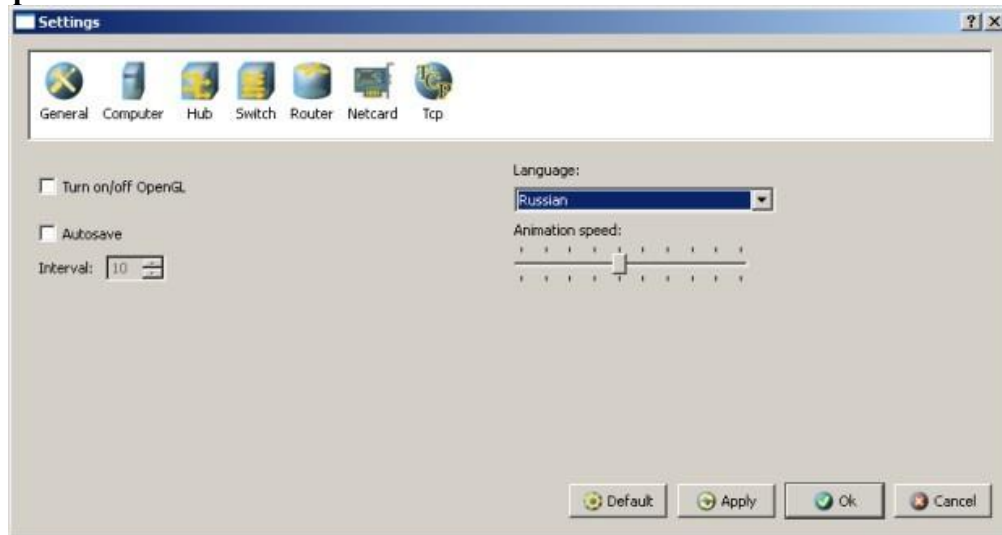 Settings
General Computer Hub Switch Router Netcard Tcp
Turn on/off OpenGL
Autosave
Interval: 10
Language:
Russian
Animation speed:
Default Apply Ok Cancel